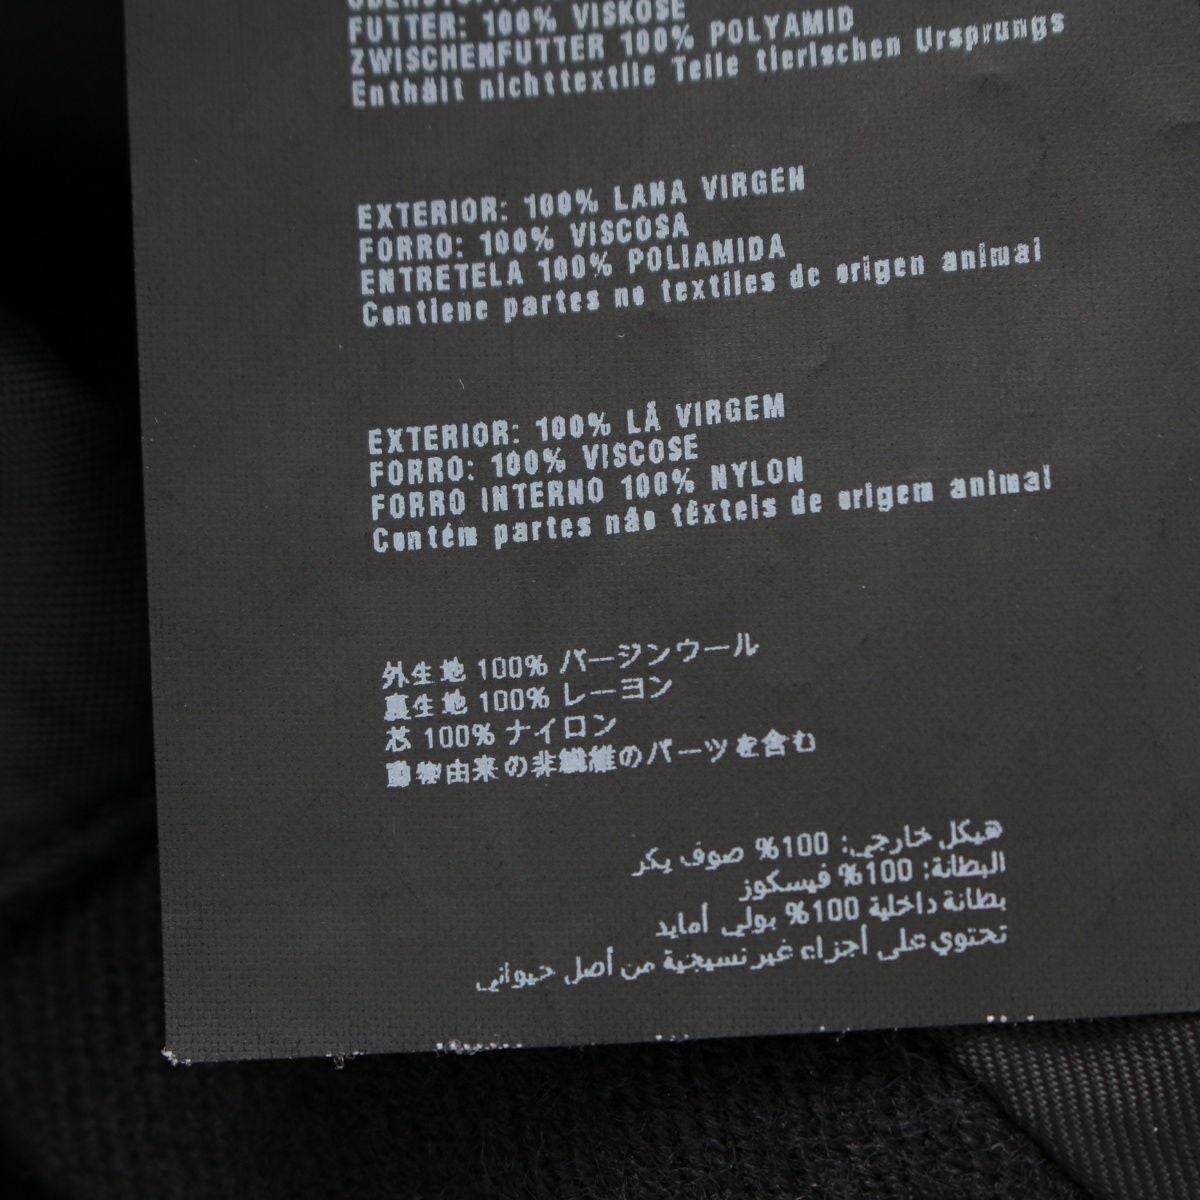 FUTTER: 100% VISKOSE
ZWISCHENFUTTER 100% POLYAMID
Enthält nichttextile Teile tierischen Ursprungs
EXTERIOR: 100% LANA VIRGEN
FORRO: 100% VISCOSA
ENTRETELA 100% POLIAMIDA
Contiene partes no textiles de origen animal
EXTERIOR: 100% LÃ VIRGEM
FORRO: 100% VISCOSE
FORRO INTERNO 100% NYLON
Contém partes não têxteis de origem animal
外生地 100% バージンウール
裏生地 100% レーヨン
芯 100% ナイロン
動物由来の非繊維のパーツを含む
هيكل خارجي: 100% صوف بكر
البطانة: 100% فيسكوز
بطانة داخلية 100% بولي أمايد
تحتوي على أجزاء غير نسيجية من أصل حيواني